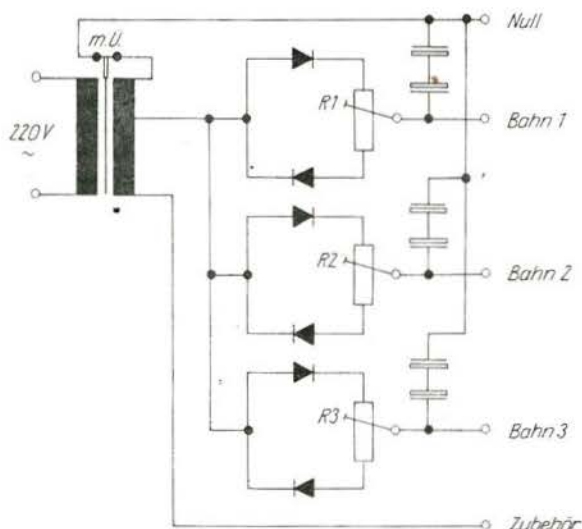 m.Ü.
Null
220V
~
R1
Bahn 1
R2
Bahn 2
R3
Bahn 3
Zubehör